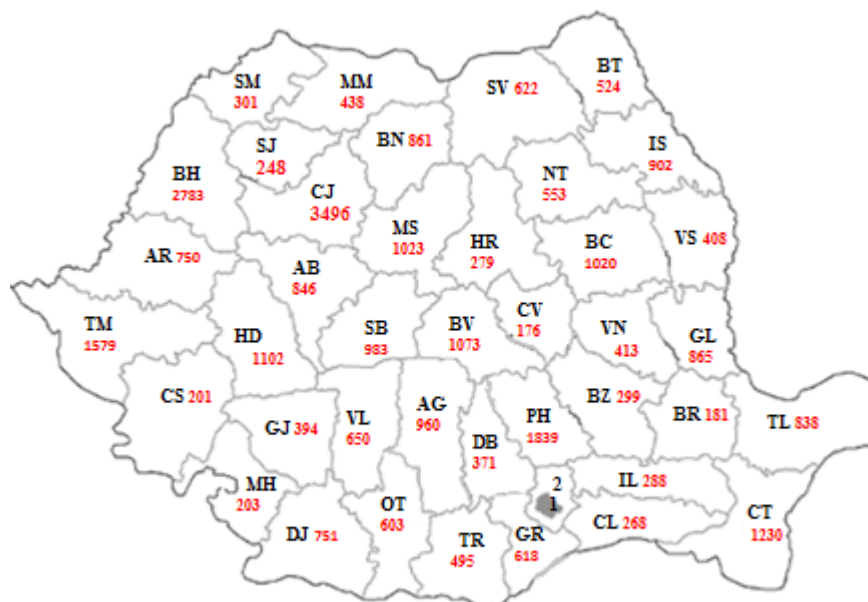 SM
301
MM
438
SV 622
BT
524
SJ
248
BN 861
IS
902
BH
2783
CJ
3496
NT
553
MS
1023
HR
279
BC
1020
VS 408
AR 750
AB
846
TM
1579
HD
1102
SB
983
BV
1073
CV
176
VN
413
GL
865
CS 201
GJ 394
VL
650
AG
960
DB
371
PH
1839
BZ 299
BR 181
TL 838
MH
203
DJ 751
OT
603
TR
495
GR
618
2
1
IL 288
CL 268
CT
1230